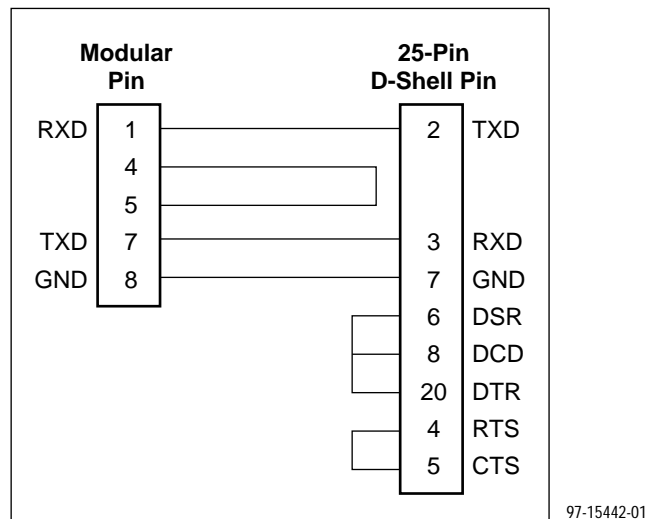 Modular
Pin
25-Pin
D-Shell Pin
RXD 1 2 TXD
4
5
TXD 7 3 RXD
GND 8 7 GND
6 DSR
8 DCD
20 DTR
4 RTS
5 CTS
97-15442-01